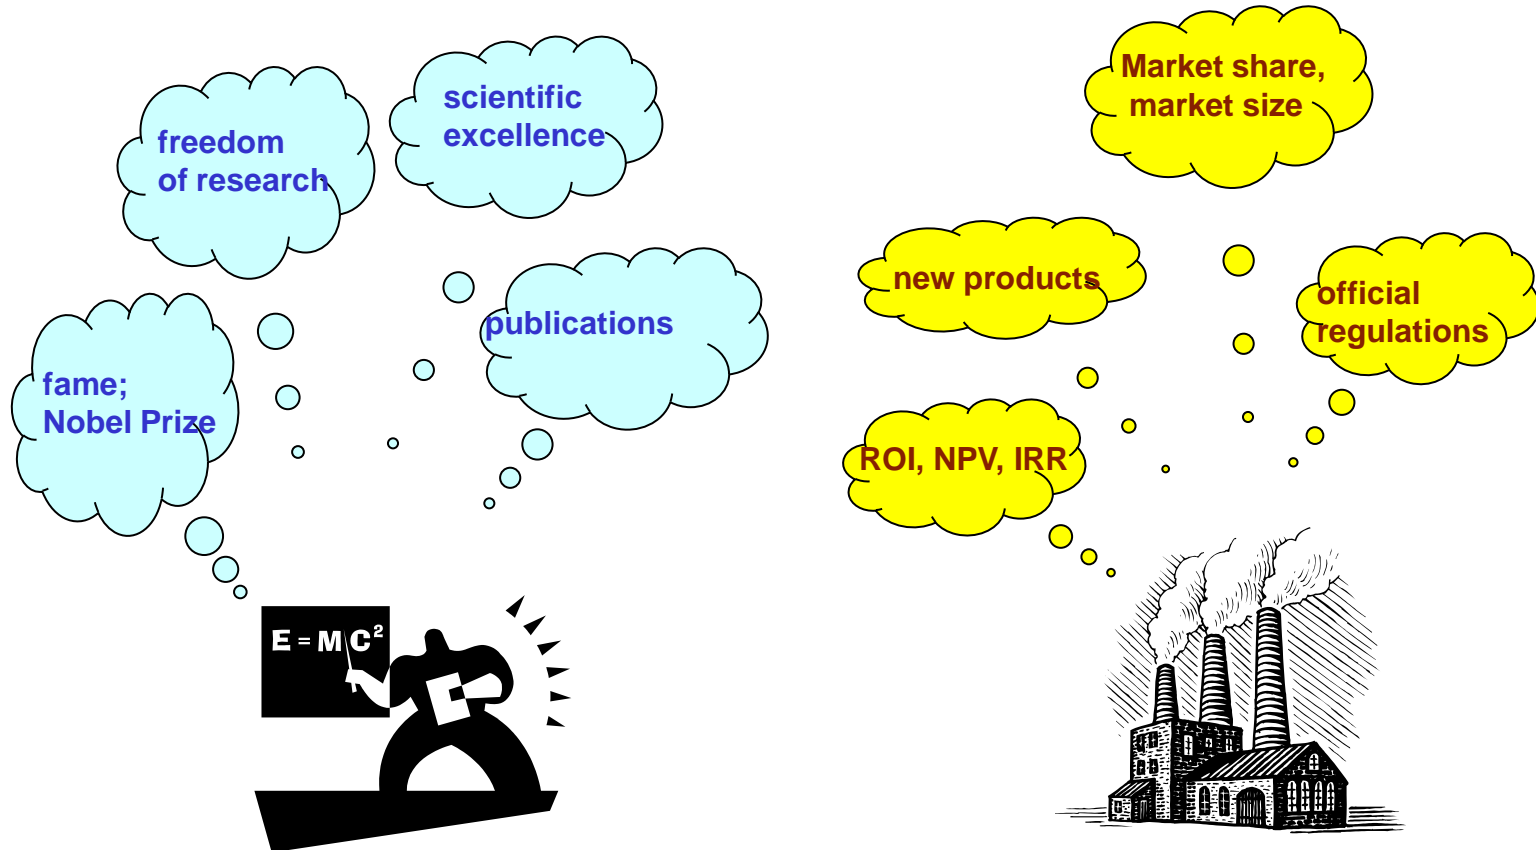 freedom
of research
scientific
excellence
fame;
Nobel Prize
publications
E = MC²
Market share,
market size
new products
official
regulations
ROI, NPV, IRR